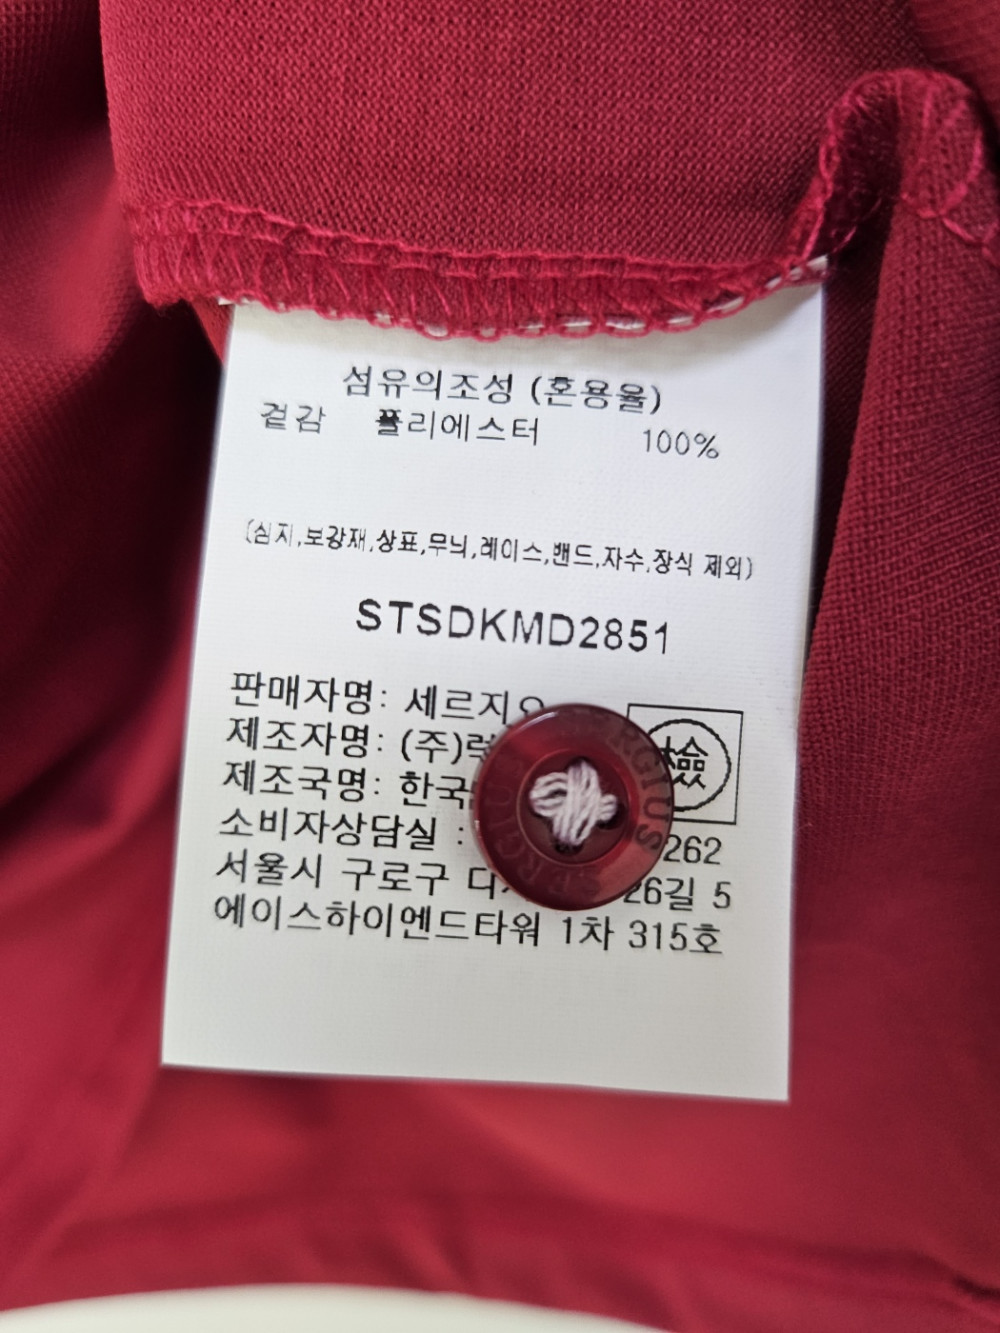 섬유의조성 (혼용율)
겉감 폴리에스터 100%
(심지,보강재,상표,무늬,레이스,밴드,자수,장식 제외)
STSDKMD2851
판매자명: 세르지오
제조자명: (주)
제조국명: 한국
檢
소비자상담실 : 262
서울시 구로구 26길 5
에이스하이엔드타워 1차 315호
SERGIUS